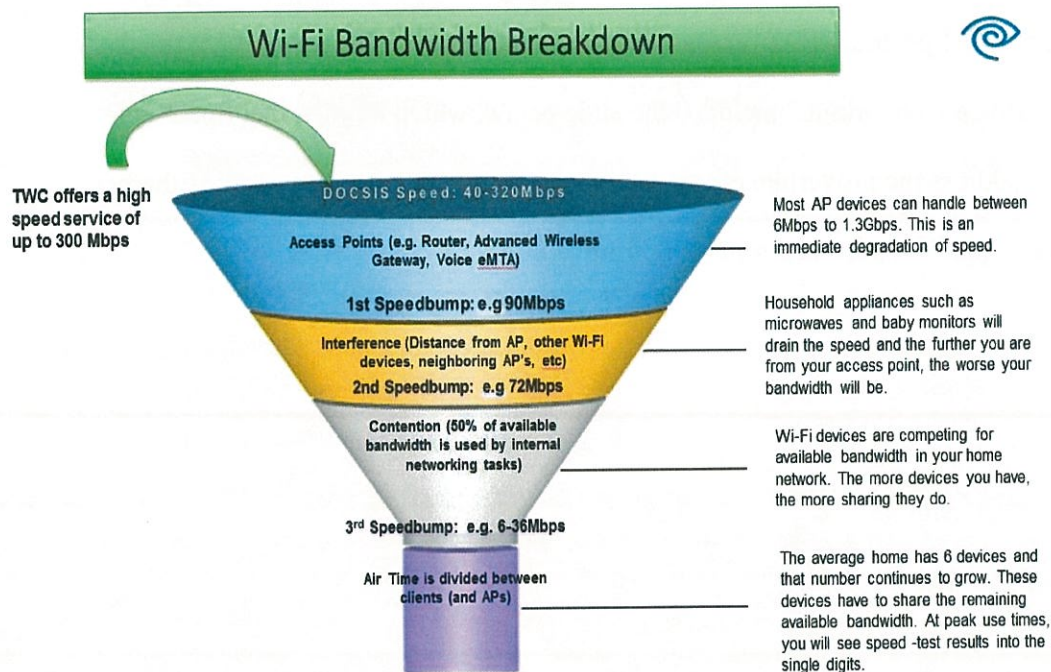 Wi-Fi Bandwidth Breakdown
TWC offers a high
speed service of
up to 300 Mbps
DOCSIS Speed: 40-320Mbps
Access Points (e.g. Router, Advanced Wireless
Gateway, Voice eMTA)
1st Speedbump: e.g 90Mbps
Interference (Distance from AP, other Wi-Fi
devices, neighboring AP's, etc)
2nd Speedbump: e.g 72Mbps
Contention (50% of available
bandwidth is used by internal
networking tasks)
3rd Speedbump: e.g. 6-36Mbps
Air Time is divided between
clients (and APs)
Most AP devices can handle between
6Mbps to 1.3Gbps. This is an
immediate degradation of speed.
Household appliances such as
microwaves and baby monitors will
drain the speed and the further you are
from your access point, the worse your
bandwidth will be.
Wi-Fi devices are competing for
available bandwidth in your home
network. The more devices you have,
the more sharing they do.
The average home has 6 devices and
that number continues to grow. These
devices have to share the remaining
available bandwidth. At peak use times,
you will see speed -test results into the
single digits.